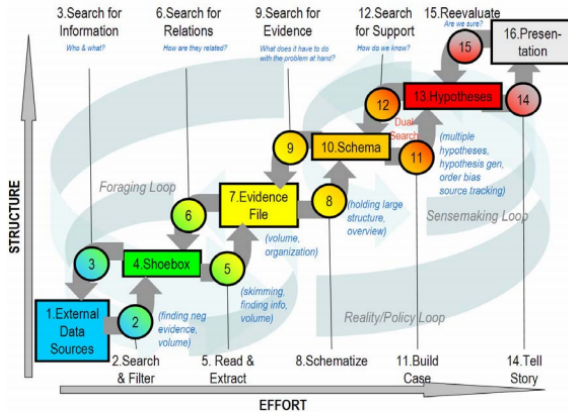 3.Search for
Information
Who & what?
6.Search for
Relations
How are they related?
9.Search for
Evidence
What does it have to do
with the problem at hand?
12.Search
for Support
How do we know?
15.Reevaluate
Are we sure?
16.Presen-
tation
15
14
13.Hypotheses
12
Dual
Search
11
10.Schema
9
(multiple
hypotheses,
hypothesis gen,
order bias
source tracking)
Foraging Loop
7.Evidence
File
8
(holding large
structure,
overview)
Sensemaking Loop
6
(volume,
organization)
3
4.Shoebox
5
(skimming,
finding info,
volume)
1.External
Data
Sources
2
(finding neg
evidence,
volume)
Reality/Policy Loop
2.Search
& Filter
5. Read &
Extract
8.Schematize
11.Build
Case
14.Tell
Story
STRUCTURE
EFFORT